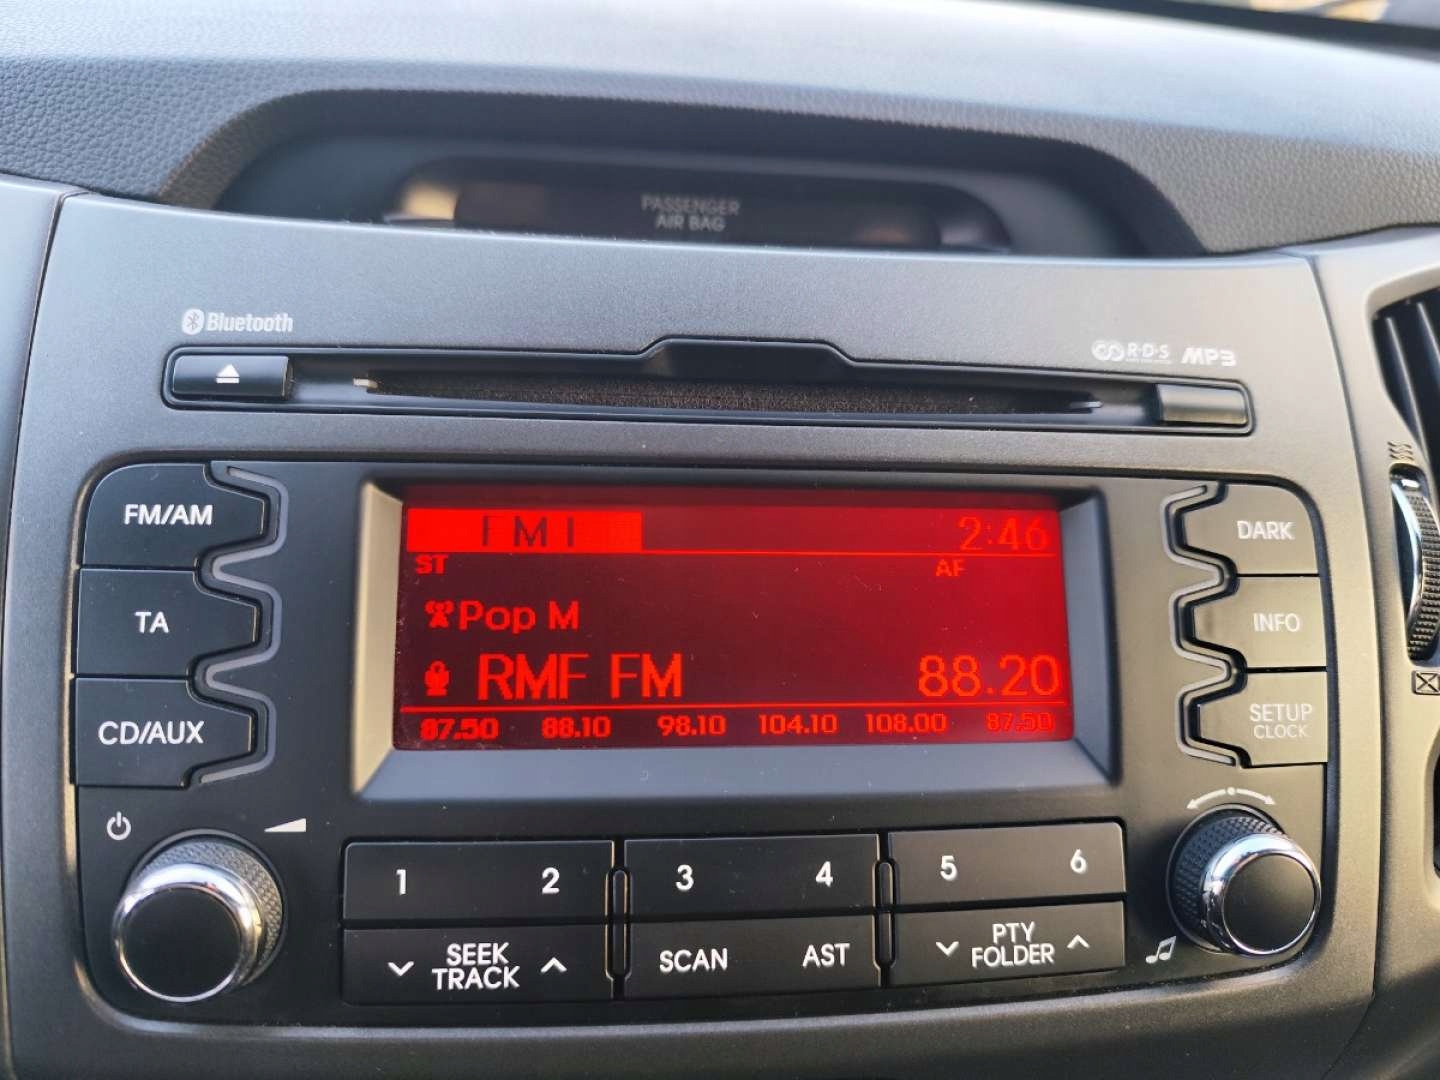 PASSENGER
AIR BAG
Bluetooth
R·D·S MP3
FM/AM
FM1 2:46
DARK
ST AF
TA
Pop M
INFO
RMF FM 88.20
CD/AUX
87.50 88.10 98.10 104.10 108.00 87.50
SETUP
CLOCK
1 2 3 4 5 6
SEEK
TRACK
SCAN AST
PTY
FOLDER